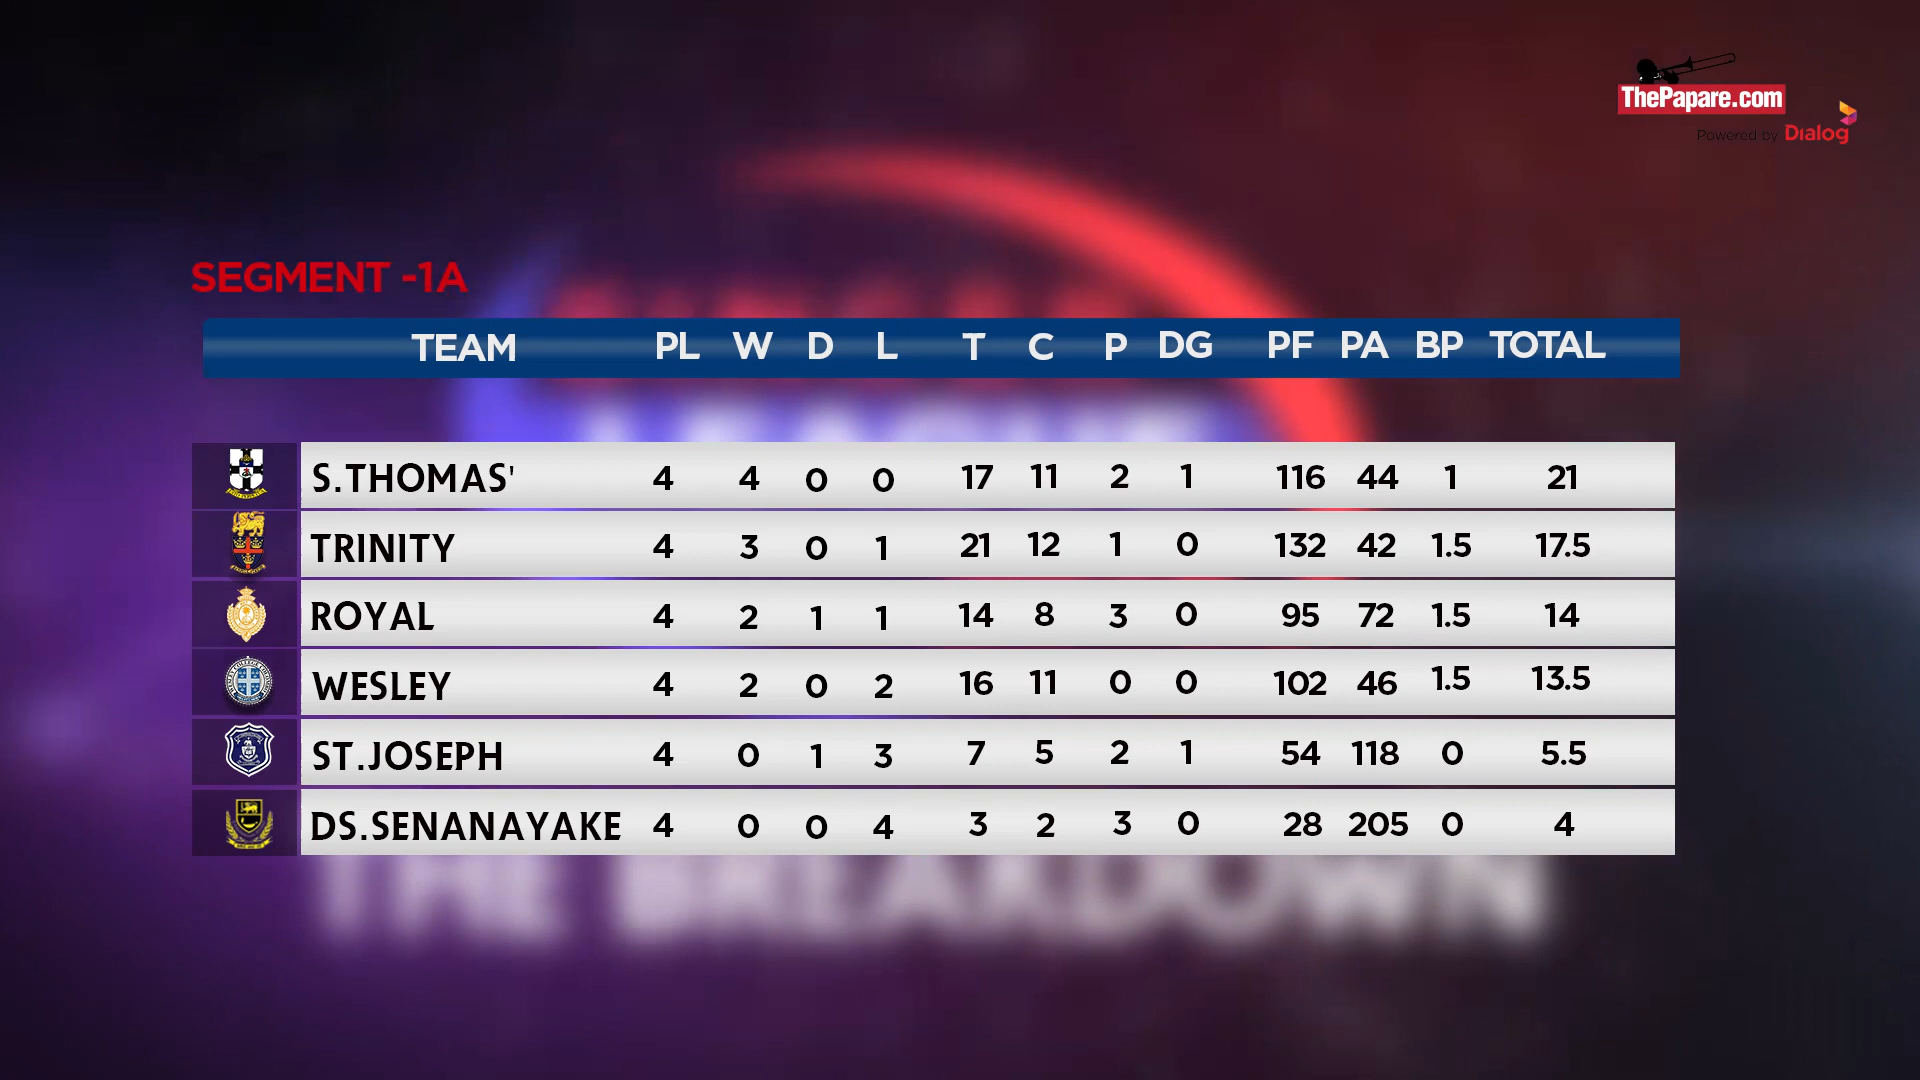 ThePapare.com
Powered by Dialog
SEGMENT -1A
TEAM PL W D L T C P DG PF PA BP TOTAL
S.THOMAS' 4 4 0 0 17 11 2 1 116 44 1 21
TRINITY 4 3 0 1 21 12 1 0 132 42 1.5 17.5
ROYAL 4 2 1 1 14 8 3 0 95 72 1.5 14
WESLEY 4 2 0 2 16 11 0 0 102 46 1.5 13.5
ST.JOSEPH 4 0 1 3 7 5 2 1 54 118 0 5.5
DS.SENANAYAKE 4 0 0 4 3 2 3 0 28 205 0 4
THE BREAKDOWN